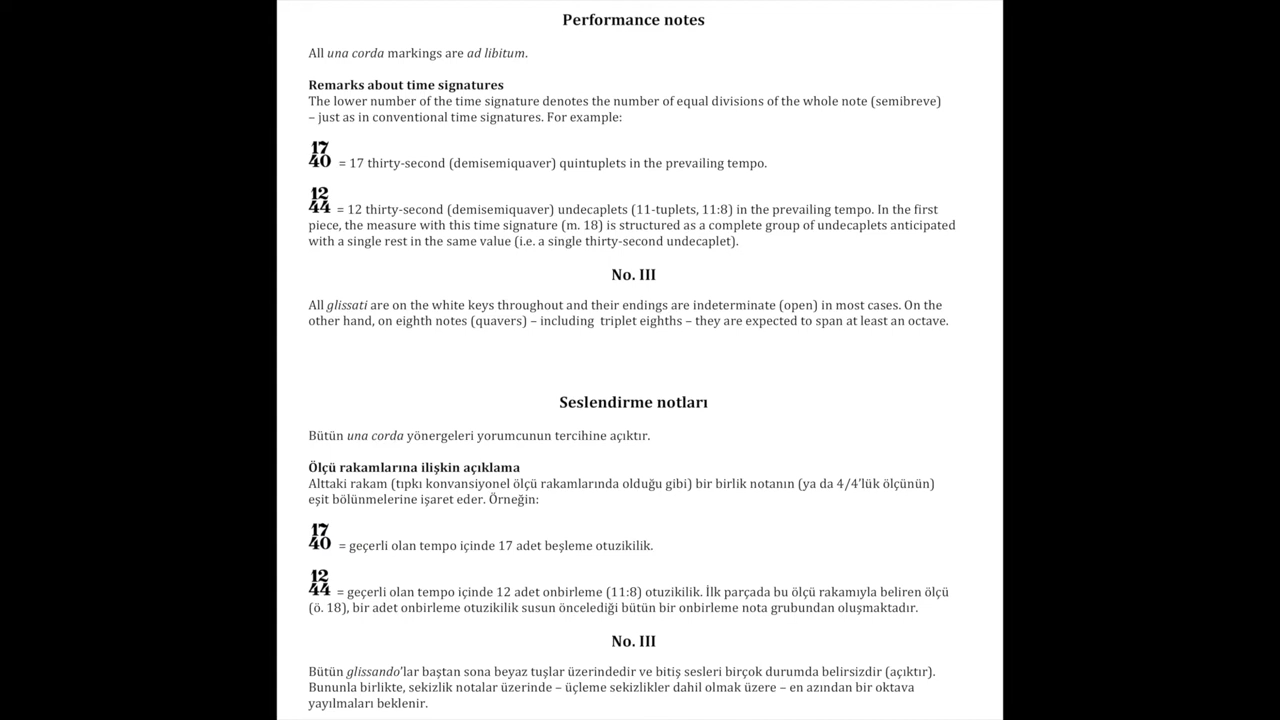 Performance notes
All una corda markings are ad libitum.
Remarks about time signatures
The lower number of the time signature denotes the number of equal divisions of the whole note (semibreve)
– just as in conventional time signatures. For example:
17
40 = 17 thirty-second (demisemiquaver) quintuplets in the prevailing tempo.
12
44 = 12 thirty-second (demisemiquaver) undecaplets (11-tuplets, 11:8) in the prevailing tempo. In the first
piece, the measure with this time signature (m. 18) is structured as a complete group of undecaplets anticipated
with a single rest in the same value (i.e. a single thirty-second undecaplet).
No. III
All glissati are on the white keys throughout and their endings are indeterminate (open) in most cases. On the
other hand, on eighth notes (quavers) – including triplet eighths – they are expected to span at least an octave.
Seslendirme notları
Bütün una corda yönergeleri yorumcunun tercihine açıktır.
Ölçü rakamlarına ilişkin açıklama
Alttaki rakam (tıpkı konvansiyonel ölçü rakamlarında olduğu gibi) bir birlik notanın (ya da 4/4'lük ölçünün)
eşit bölünmelerine işaret eder. Örneğin:
17
40 = geçerli olan tempo içinde 17 adet beşleme otuzikilik.
12
44 = geçerli olan tempo içinde 12 adet onbirleme (11:8) otuzikilik. İlk parçada bu ölçü rakamıyla beliren ölçü
(ö. 18), bir adet onbirleme otuzikilik susun öncelediği bütün bir onbirleme nota grubundan oluşmaktadır.
No. III
Bütün glissando'lar baştan sona beyaz tuşlar üzerindedir ve bitiş sesleri birçok durumda belirsizdir (açıktır).
Bununla birlikte, sekizlik notalar üzerinde – üçleme sekizlikler dahil olmak üzere – en azından bir oktava
yayılmaları beklenir.